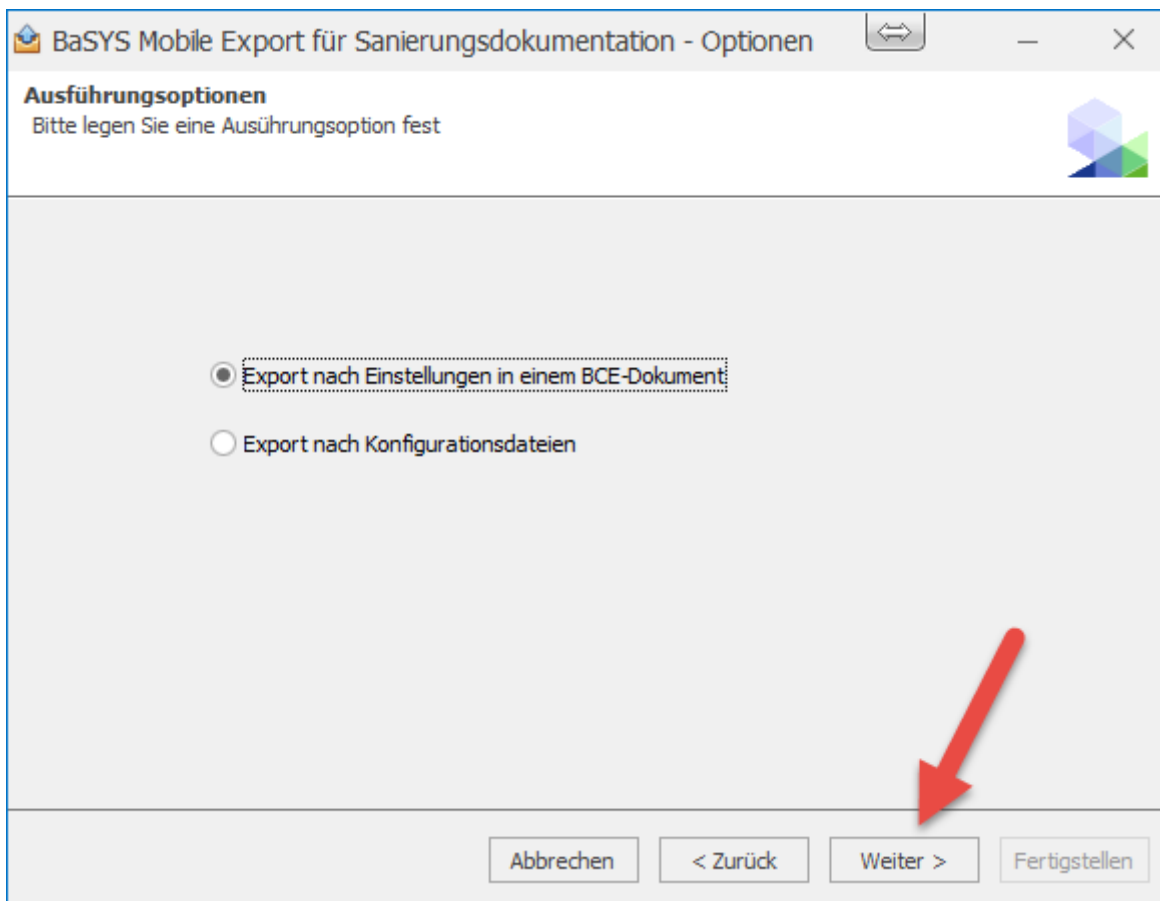 BaSYS Mobile Export für Sanierungsdokumentation - Optionen
Ausführungsoptionen
Bitte legen Sie eine Ausührungsoption fest
Export nach Einstellungen in einem BCE-Dokument
Export nach Konfigurationsdateien
Abbrechen < Zurück Weiter > Fertigstellen